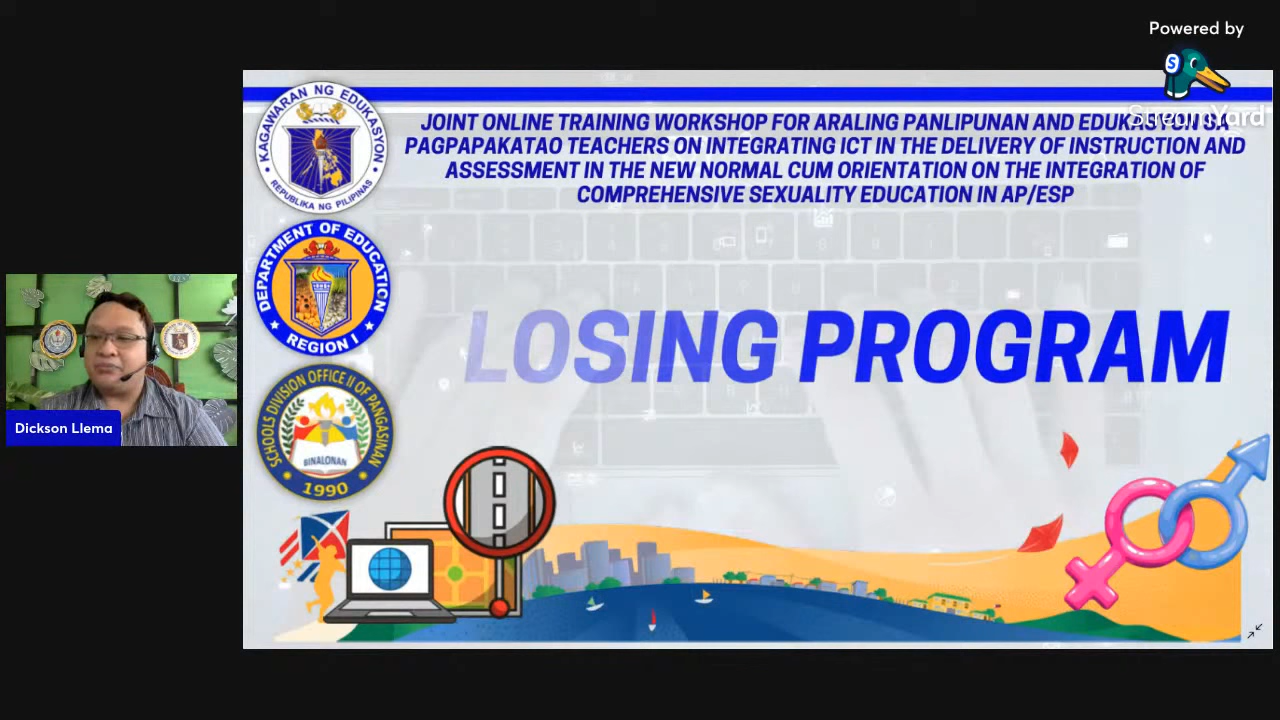 Powered by
StreamYard
KAGAWARAN NG EDUKASYON
REPUBLIKA NG PILIPINAS
JOINT ONLINE TRAINING WORKSHOP FOR ARALING PANLIPUNAN AND EDUKASYON SA
PAGPAPAKATAO TEACHERS ON INTEGRATING ICT IN THE DELIVERY OF INSTRUCTION AND
ASSESSMENT IN THE NEW NORMAL CUM ORIENTATION ON THE INTEGRATION OF
COMPREHENSIVE SEXUALITY EDUCATION IN AP/ESP
DEPARTMENT OF EDUCATION
REGION I
LOSING PROGRAM
SCHOOLS DIVISION OFFICE II OF PANGASINAN
BINALONAN
1990
Dickson Llema